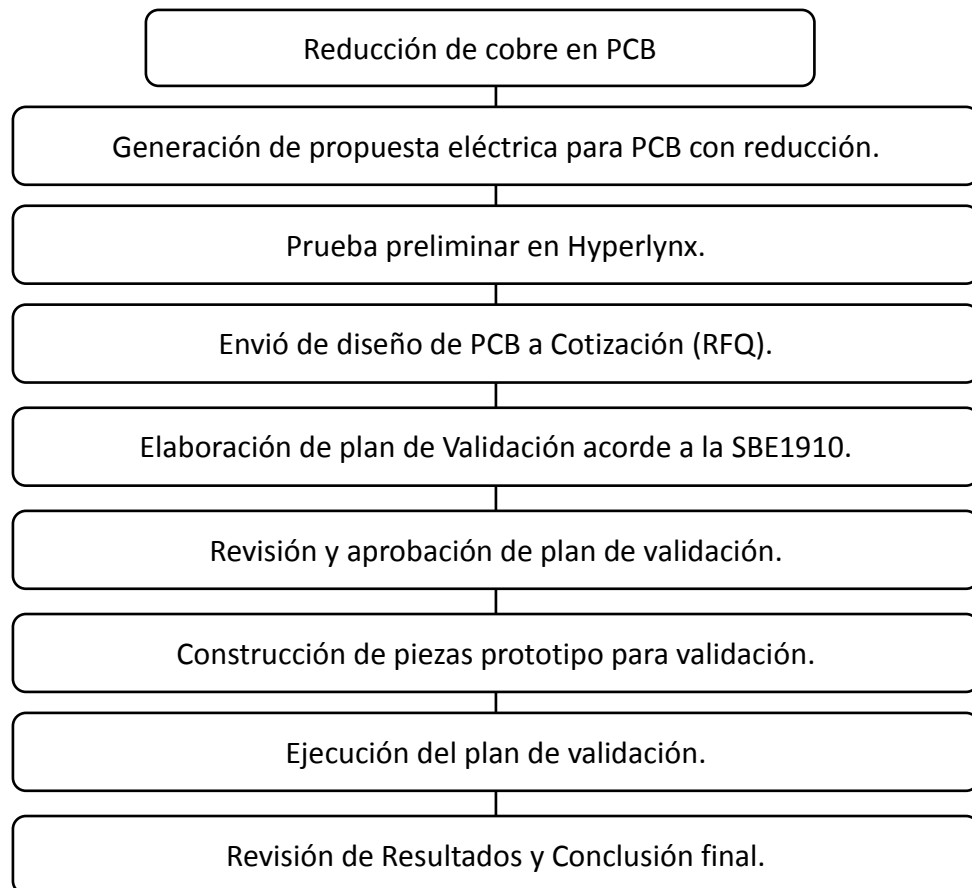 Reducción de cobre en PCB
Generación de propuesta eléctrica para PCB con reducción.
Prueba preliminar en Hyperlynx.
Envió de diseño de PCB a Cotización (RFQ).
Elaboración de plan de Validación acorde a la SBE1910.
Revisión y aprobación de plan de validación.
Construcción de piezas prototipo para validación.
Ejecución del plan de validación.
Revisión de Resultados y Conclusión final.